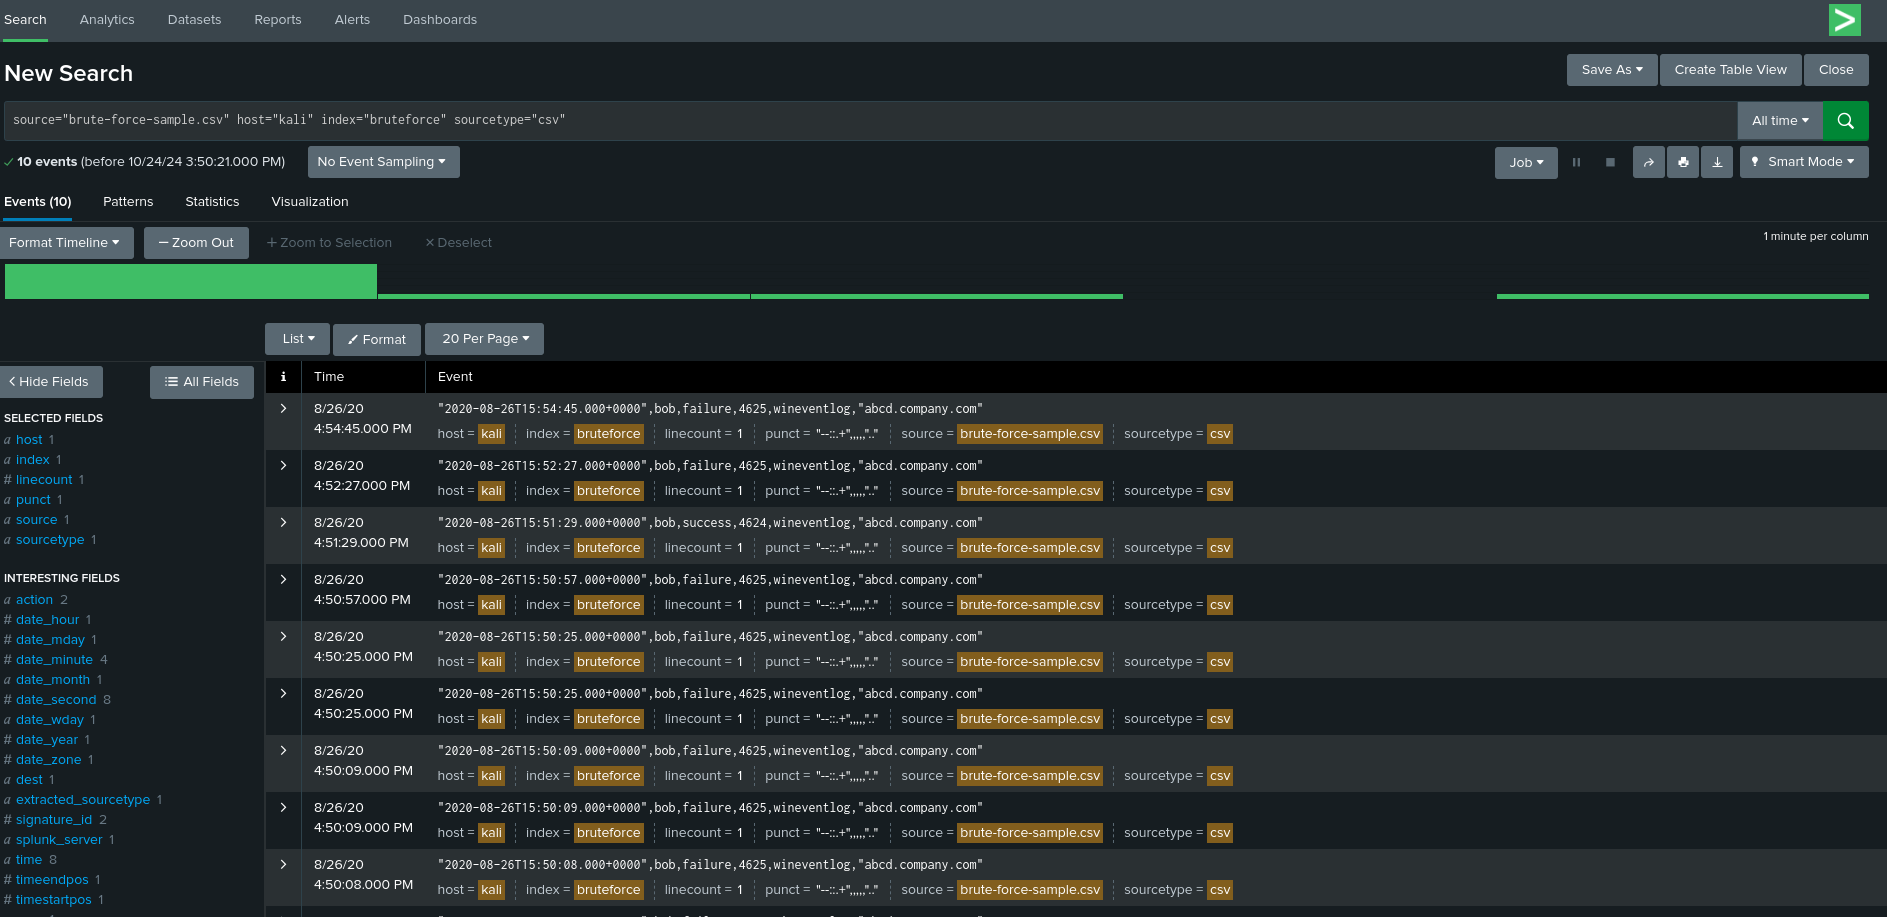 Search Analytics Datasets Reports Alerts Dashboards
New Search
Save As Create Table View Close
source="brute-force-sample.csv" host="kali" index="bruteforce" sourcetype="csv"
All time
10 events (before 10/24/24 3:50:21.000 PM) No Event Sampling
Job Smart Mode
Events (10) Patterns Statistics Visualization
Format Timeline — Zoom Out + Zoom to Selection × Deselect
1 minute per column
List Format 20 Per Page
< Hide Fields All Fields
SELECTED FIELDS
a host 1
a index 1
# linecount 1
a punct 1
a source 1
a sourcetype 1
INTERESTING FIELDS
a action 2
# date_hour 1
# date_mday 1
# date_minute 4
a date_month 1
# date_second 8
a date_wday 1
# date_year 1
# date_zone 1
a dest 1
a extracted_sourcetype 1
# signature_id 2
a splunk_server 1
a time 8
# timeendpos 1
# timestartpos 1
i Time Event
8/26/20
4:54:45.000 PM
"2020-08-26T15:54:45.000+0000",bob,failure,4625,wineventlog,"abcd.company.com"
host = kali index = bruteforce linecount = 1 punct = "--::.+",,,,,".." source = brute-force-sample.csv sourcetype = csv
8/26/20
4:52:27.000 PM
"2020-08-26T15:52:27.000+0000",bob,failure,4625,wineventlog,"abcd.company.com"
host = kali index = bruteforce linecount = 1 punct = "--::.+",,,,,".." source = brute-force-sample.csv sourcetype = csv
8/26/20
4:51:29.000 PM
"2020-08-26T15:51:29.000+0000",bob,success,4624,wineventlog,"abcd.company.com"
host = kali index = bruteforce linecount = 1 punct = "--::.+",,,,,".." source = brute-force-sample.csv sourcetype = csv
8/26/20
4:50:57.000 PM
"2020-08-26T15:50:57.000+0000",bob,failure,4625,wineventlog,"abcd.company.com"
host = kali index = bruteforce linecount = 1 punct = "--::.+",,,,,".." source = brute-force-sample.csv sourcetype = csv
8/26/20
4:50:25.000 PM
"2020-08-26T15:50:25.000+0000",bob,failure,4625,wineventlog,"abcd.company.com"
host = kali index = bruteforce linecount = 1 punct = "--::.+",,,,,".." source = brute-force-sample.csv sourcetype = csv
8/26/20
4:50:25.000 PM
"2020-08-26T15:50:25.000+0000",bob,failure,4625,wineventlog,"abcd.company.com"
host = kali index = bruteforce linecount = 1 punct = "--::.+",,,,,".." source = brute-force-sample.csv sourcetype = csv
8/26/20
4:50:09.000 PM
"2020-08-26T15:50:09.000+0000",bob,failure,4625,wineventlog,"abcd.company.com"
host = kali index = bruteforce linecount = 1 punct = "--::.+",,,,,".." source = brute-force-sample.csv sourcetype = csv
8/26/20
4:50:09.000 PM
"2020-08-26T15:50:09.000+0000",bob,failure,4625,wineventlog,"abcd.company.com"
host = kali index = bruteforce linecount = 1 punct = "--::.+",,,,,".." source = brute-force-sample.csv sourcetype = csv
8/26/20
4:50:08.000 PM
"2020-08-26T15:50:08.000+0000",bob,failure,4625,wineventlog,"abcd.company.com"
host = kali index = bruteforce linecount = 1 punct = "--::.+",,,,,".." source = brute-force-sample.csv sourcetype = csv